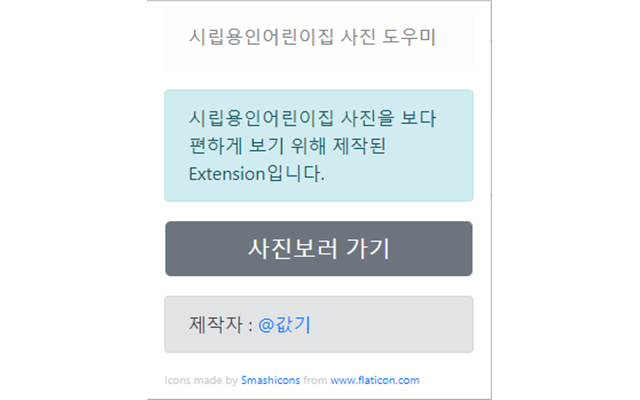 시립용인어린이집 사진 도우미
시립용인어린이집 사진을 보다
편하게 보기 위해 제작된
Extension입니다.
사진보러 가기
제작자 : @값기
Icons made by Smashicons from www.flaticon.com